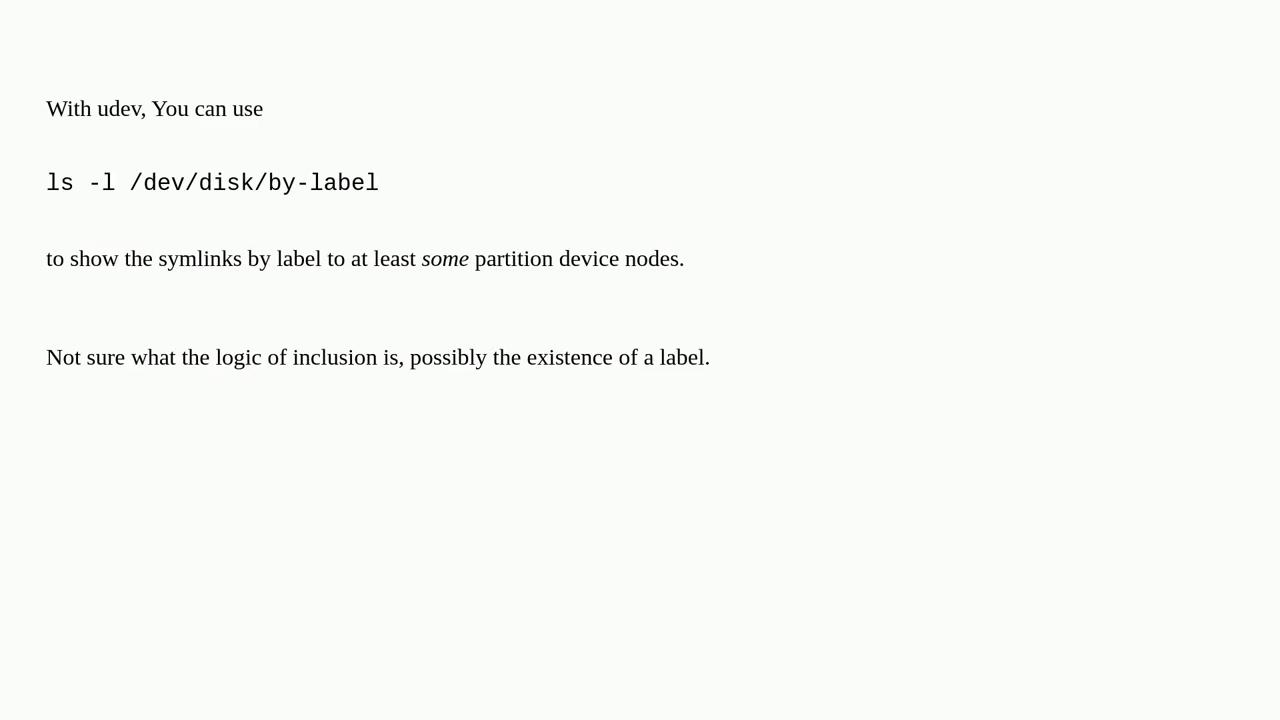 With udev, You can use
ls -l /dev/disk/by-label
to show the symlinks by label to at least some partition device nodes.
Not sure what the logic of inclusion is, possibly the existence of a label.